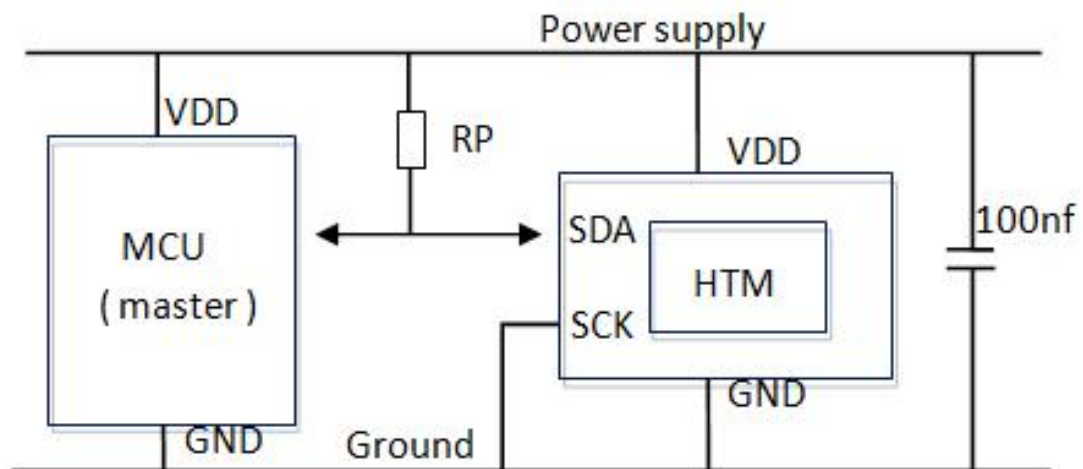 Power supply
VDD
RP
VDD
MCU
( master )
SDA
HTM
SCK
100nf
GND
GND
Ground